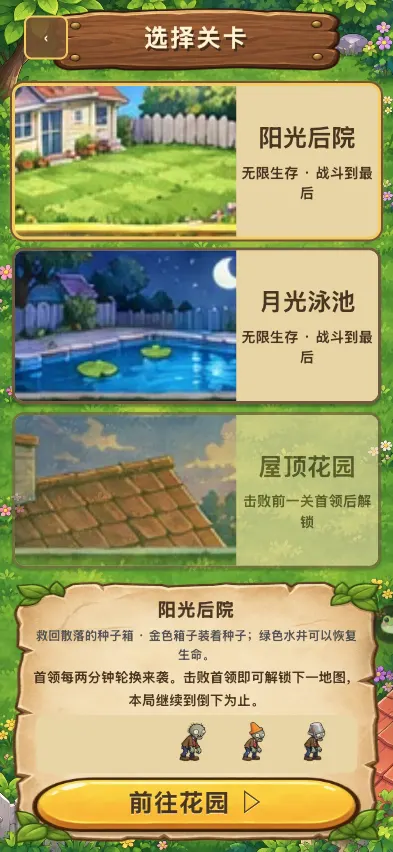 ‹
选择关卡
阳光后院
无限生存 · 战斗到最
后
月光泳池
无限生存 · 战斗到最
后
屋顶花园
击败前一关首领后解
锁
阳光后院
救回散落的种子箱 · 金色箱子装着种子；绿色水井可以恢复
生命。
首领每两分钟轮换来袭。击败首领即可解锁下一地图，
本局继续到倒下为止。
前往花园 ▷